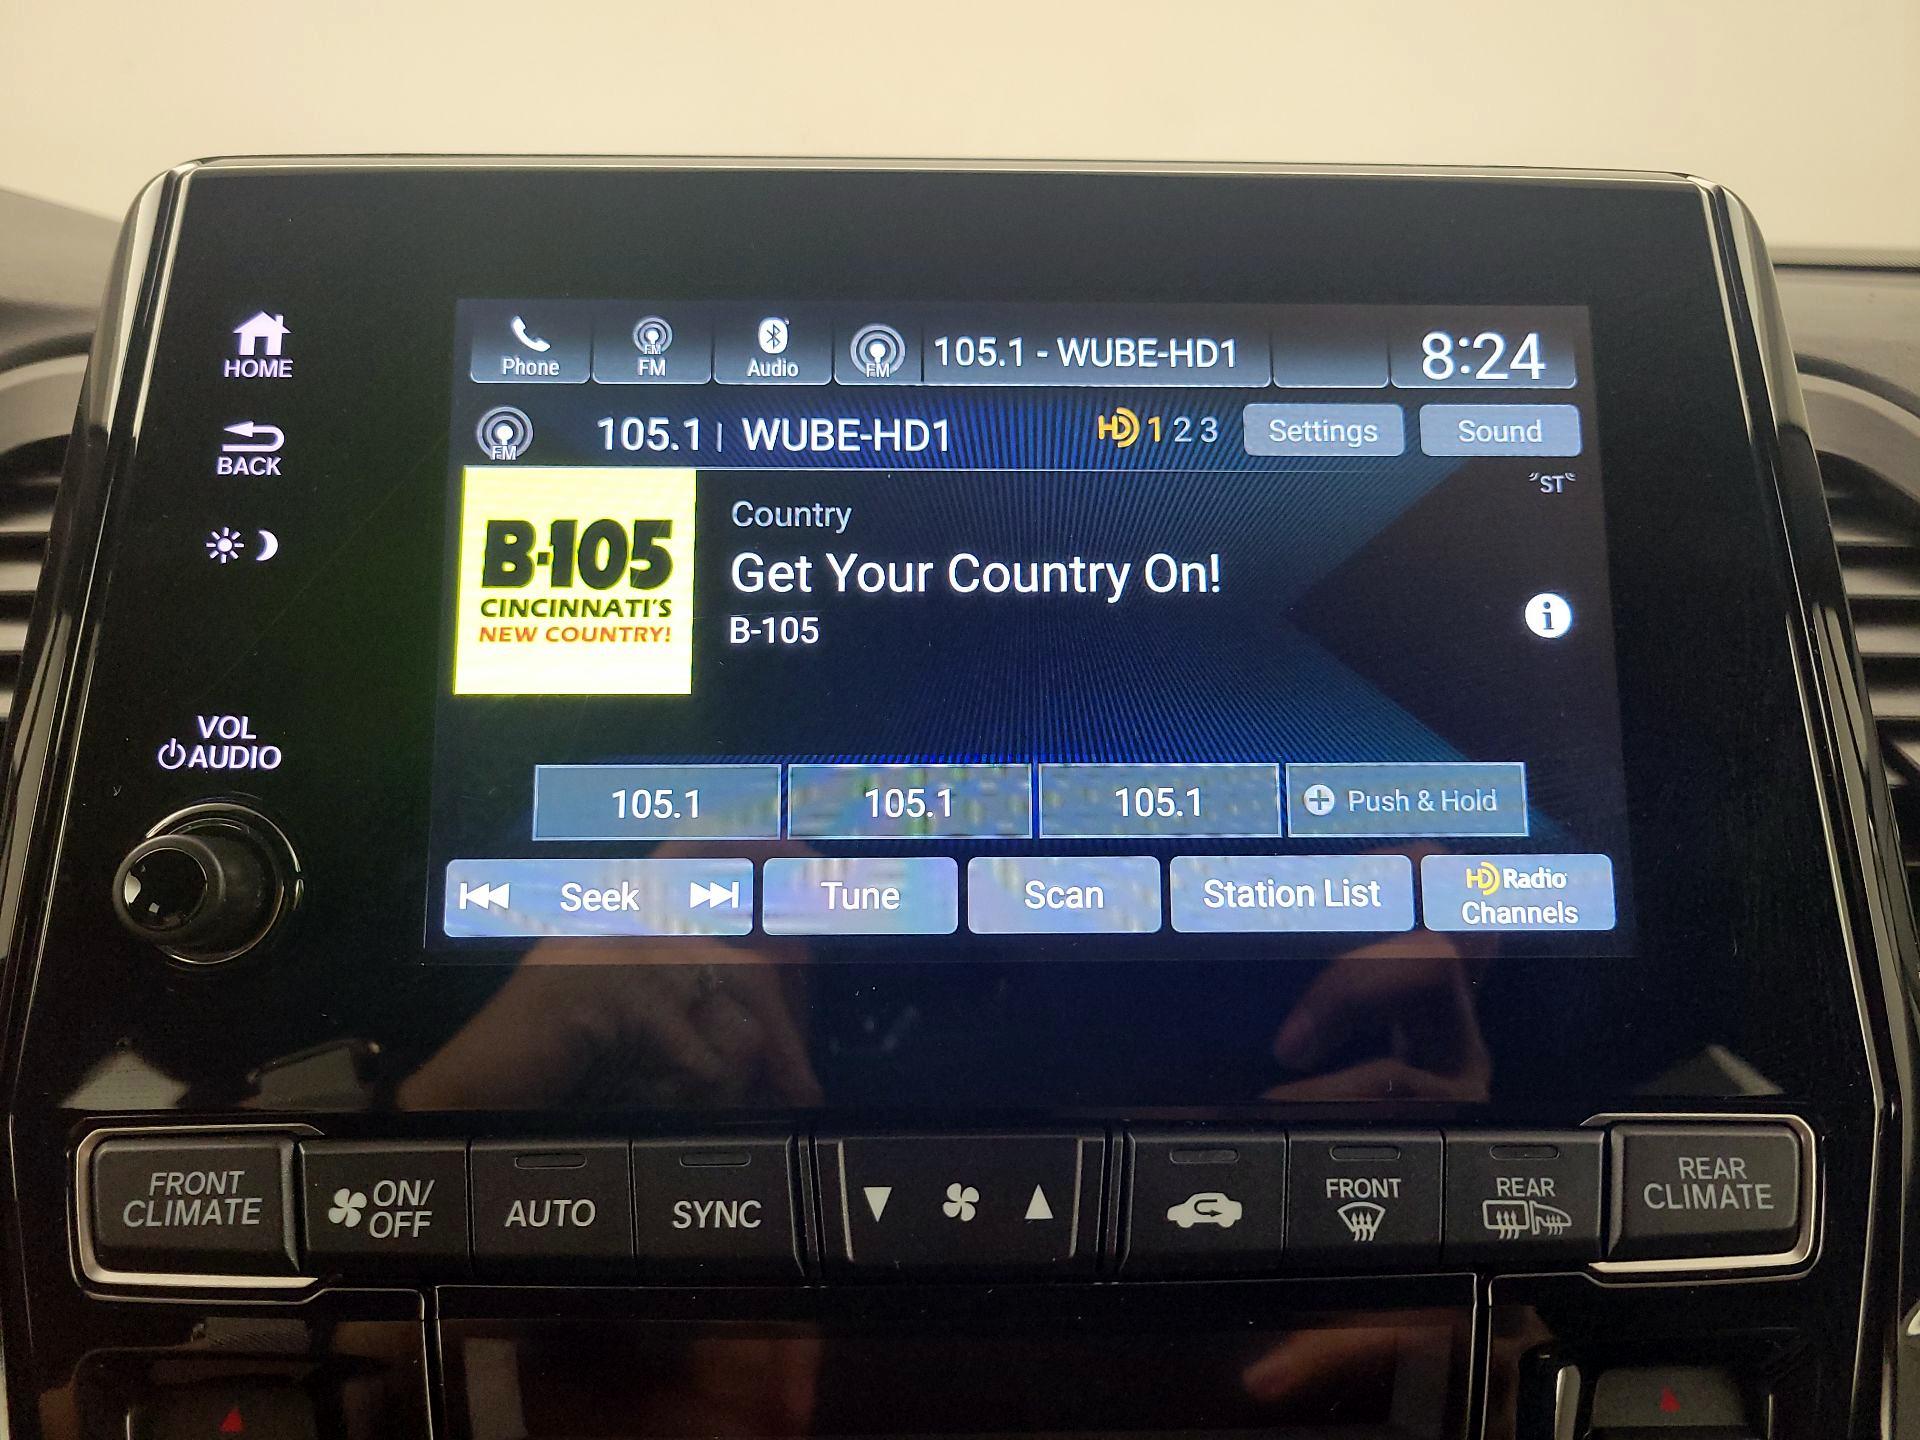 HOME
BACK
VOL
AUDIO
Phone
FM
FM
Audio
FM
105.1 - WUBE-HD1
8:24
FM
105.1 | WUBE-HD1
HD 1 2 3
Settings
Sound
"ST"
B-105
CINCINNATI'S
NEW COUNTRY!
Country
Get Your Country On!
B-105
i
105.1
105.1
105.1
+ Push & Hold
Seek
Tune
Scan
Station List
HD Radio
Channels
FRONT
CLIMATE
ON/
OFF
AUTO
SYNC
FRONT
REAR
REAR
CLIMATE